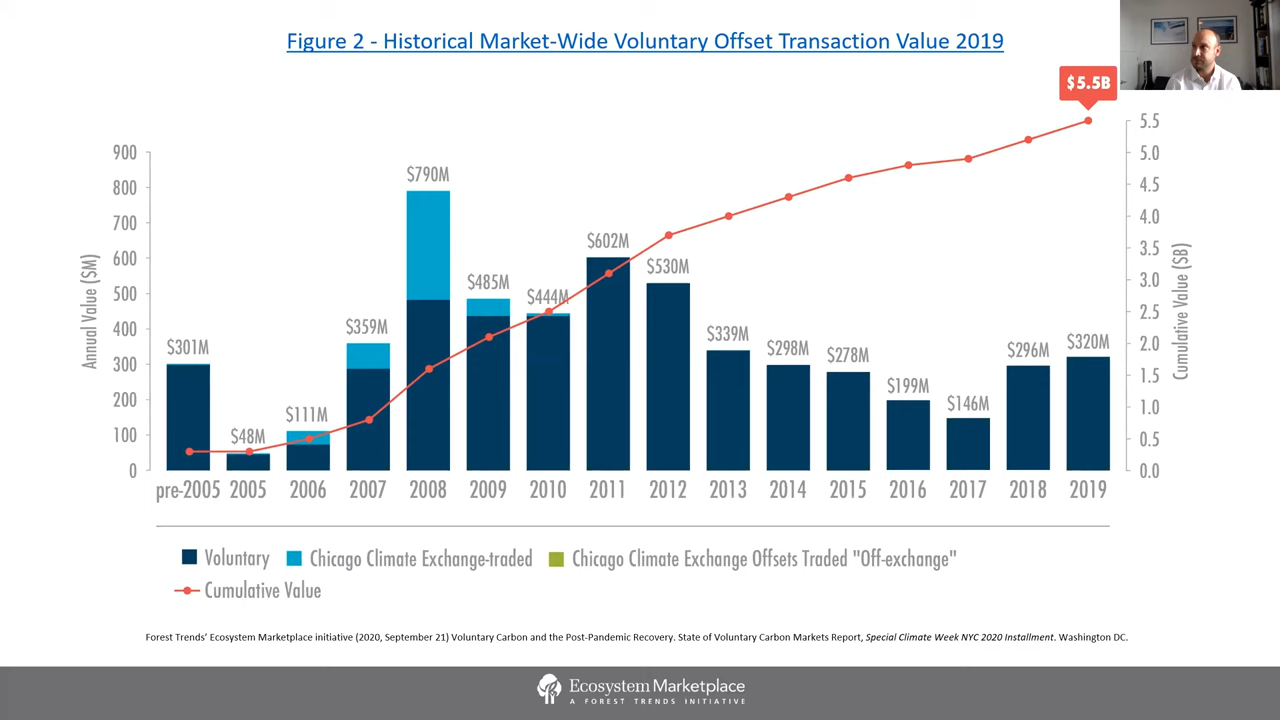 Figure 2 - Historical Market-Wide Voluntary Offset Transaction Value 2019
$5.5B
Annual Value ($M)
900
800
700
600
500
400
300
200
100
0
$301M
$48M
$111M
$359M
$790M
$485M
$444M
$602M
$530M
$339M
$298M
$278M
$199M
$146M
$296M
$320M
5.5
5.0
4.5
4.0
3.5
3.0
2.5
2.0
1.5
1.0
0.5
0.0
Cumulative Value ($B)
pre-2005 2005 2006 2007 2008 2009 2010 2011 2012 2013 2014 2015 2016 2017 2018 2019
Voluntary Chicago Climate Exchange-traded Chicago Climate Exchange Offsets Traded "Off-exchange"
Cumulative Value
Forest Trends’ Ecosystem Marketplace initiative (2020, September 21) Voluntary Carbon and the Post-Pandemic Recovery. State of Voluntary Carbon Markets Report, Special Climate Week NYC 2020 Installment. Washington DC.
Ecosystem Marketplace
A FOREST TRENDS INITIATIVE